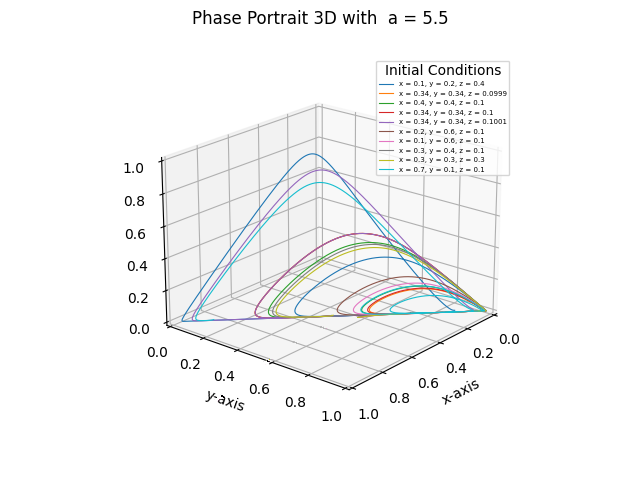 Phase Portrait 3D with  a = 5.5
Initial Conditions
x = 0.1, y = 0.2, z = 0.4
x = 0.34, y = 0.34, z = 0.0999
x = 0.4, y = 0.4, z = 0.1
x = 0.34, y = 0.34, z = 0.1
x = 0.34, y = 0.34, z = 0.1001
x = 0.2, y = 0.6, z = 0.1
x = 0.1, y = 0.6, z = 0.1
x = 0.3, y = 0.4, z = 0.1
x = 0.3, y = 0.3, z = 0.3
x = 0.7, y = 0.1, z = 0.1
1.0
0.8
0.6
0.4
0.2
0.0
0.0
0.2
0.4
0.6
0.8
1.0
y-axis
0.0
0.2
0.4
0.6
0.8
1.0
x-axis